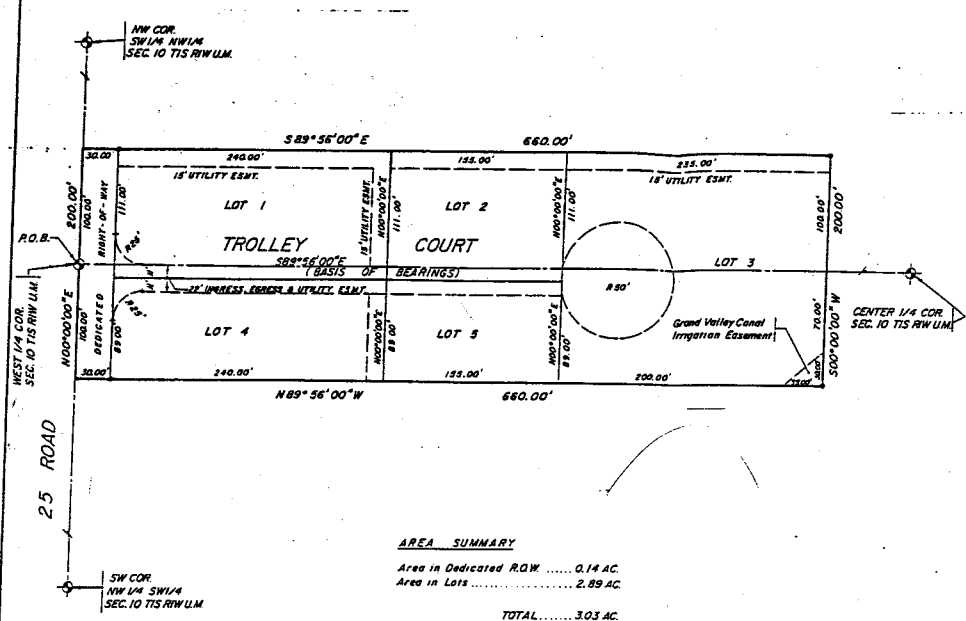 NW COR.
SW1/4 NW1/4
SEC. 10 T1S R1W U.M.
S 89° 56' 00" E 660.00'
30.00 240.00' 155.00' 235.00'
15' UTILITY ESMT. 15' UTILITY ESMT.
200.00'
100.00'
RIGHT-OF-WAY
111.00'
LOT 1
15' UTILITY ESMT.
N00°00'00"E
111.00'
LOT 2
N00°00'00"E
111.00'
100.00'
200.00'
P.O.B.
TROLLEY COURT
S89°56'00"E
(BASIS OF BEARINGS)
LOT 3
R50'
22' INGRESS, EGRESS & UTILITY ESMT.
WEST 1/4 COR.
SEC. 10 T1S R1W U.M.
N00°00'00"E
100.00'
DEDICATED
89.00'
LOT 4
N00°00'00"E
89.00'
LOT 5
N00°00'00"E
89.00'
Grand Valley Canal
Irrigation Easement
70.00'
30.00'
S00°00'00" W
CENTER 1/4 COR.
SEC. 10 T1S R1W U.M.
30.00' 240.00' 155.00' 200.00'
N 89° 56' 00" W 660.00'
25 ROAD
SW COR.
NW 1/4 SW1/4
SEC. 10 T1S R1W U.M.
AREA SUMMARY
Area in Dedicated R.O.W. ...... 0.14 AC.
Area in Lots .................. 2.89 AC.
TOTAL ....... 3.03 AC.